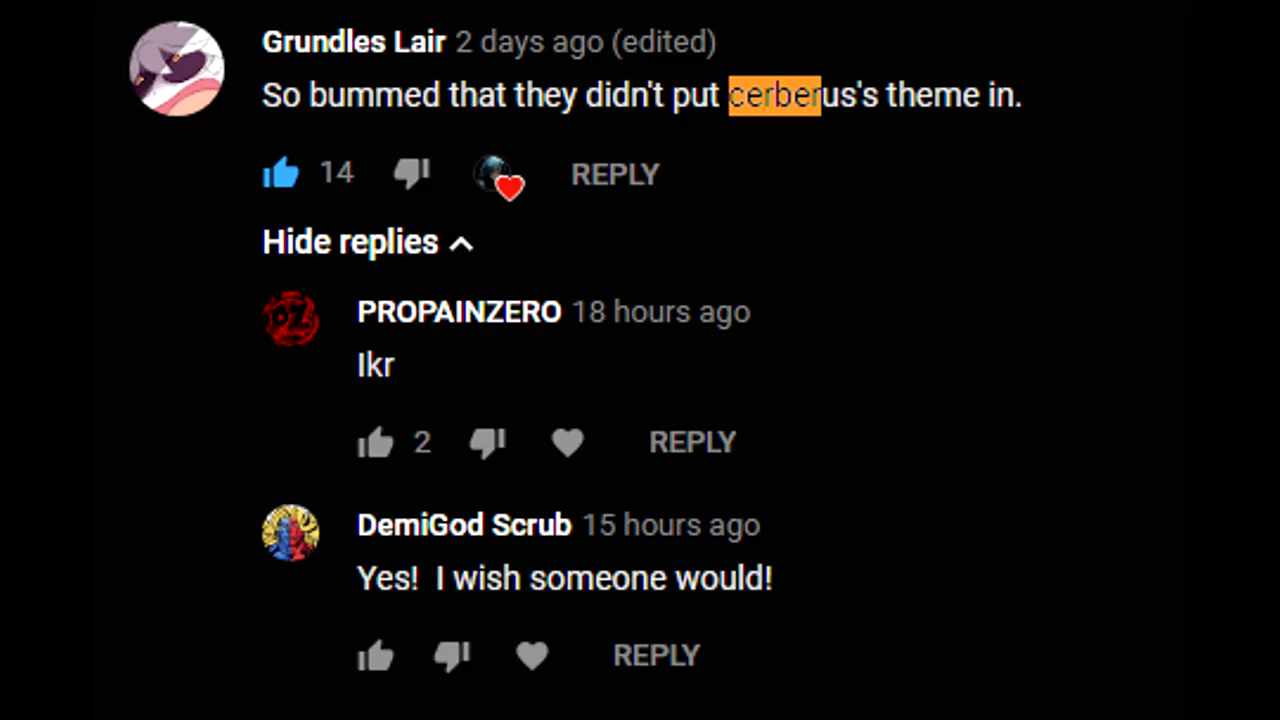 Grundles Lair 2 days ago (edited)
So bummed that they didn't put cerberus's theme in.
14 REPLY
Hide replies
PROPAINZERO 18 hours ago
Ikr
2 REPLY
DemiGod Scrub 15 hours ago
Yes!  I wish someone would!
REPLY